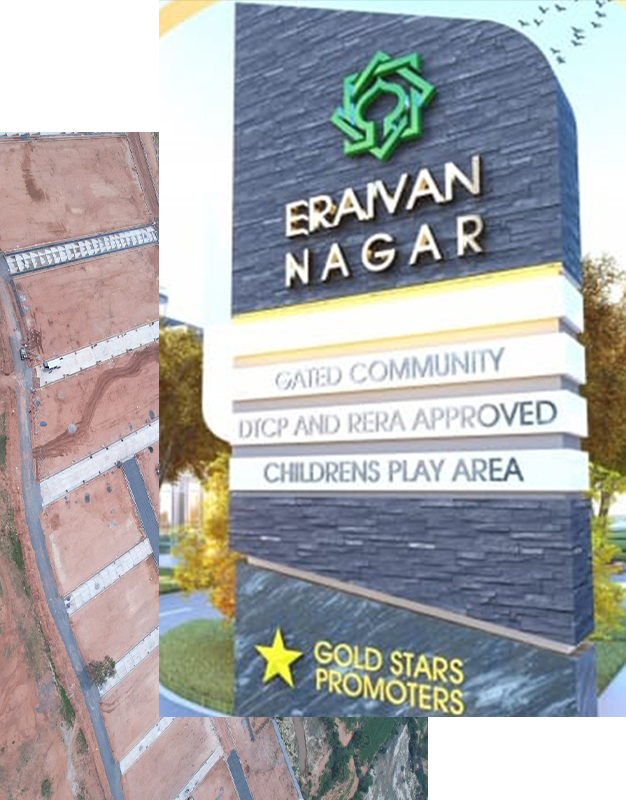 ERAIVAN
NAGAR
GATED COMMUNITY
DTCP AND RERA APPROVED
CHILDRENS PLAY AREA
GOLD STARS
PROMOTERS